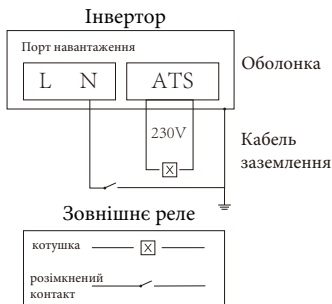 Інвертор
Порт навантаження
L N ATS
Оболонка
230V
X
Кабель
заземлення
Зовнішнє реле
котушка X
розімкнений
контакт